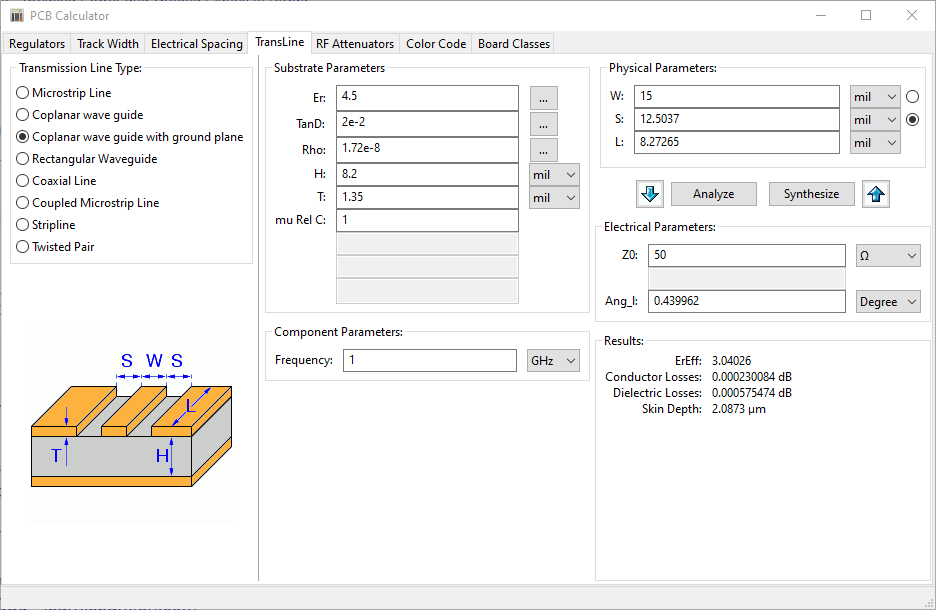 PCB Calculator
Regulators Track Width Electrical Spacing TransLine RF Attenuators Color Code Board Classes
Transmission Line Type:
Microstrip Line
Coplanar wave guide
Coplanar wave guide with ground plane
Rectangular Waveguide
Coaxial Line
Coupled Microstrip Line
Stripline
Twisted Pair
S W S
L
T H
Substrate Parameters
Er: 4.5 ...
TanD: 2e-2 ...
Rho: 1.72e-8 ...
H: 8.2 mil
T: 1.35 mil
mu Rel C: 1
Component Parameters:
Frequency: 1 GHz
Physical Parameters:
W: 15 mil
S: 12.5037 mil
L: 8.27265 mil
Analyze Synthesize
Electrical Parameters:
Z0: 50 Ω
Ang_l: 0.439962 Degree
Results:
ErEff: 3.04026
Conductor Losses: 0.000230084 dB
Dielectric Losses: 0.000575474 dB
Skin Depth: 2.0873 µm